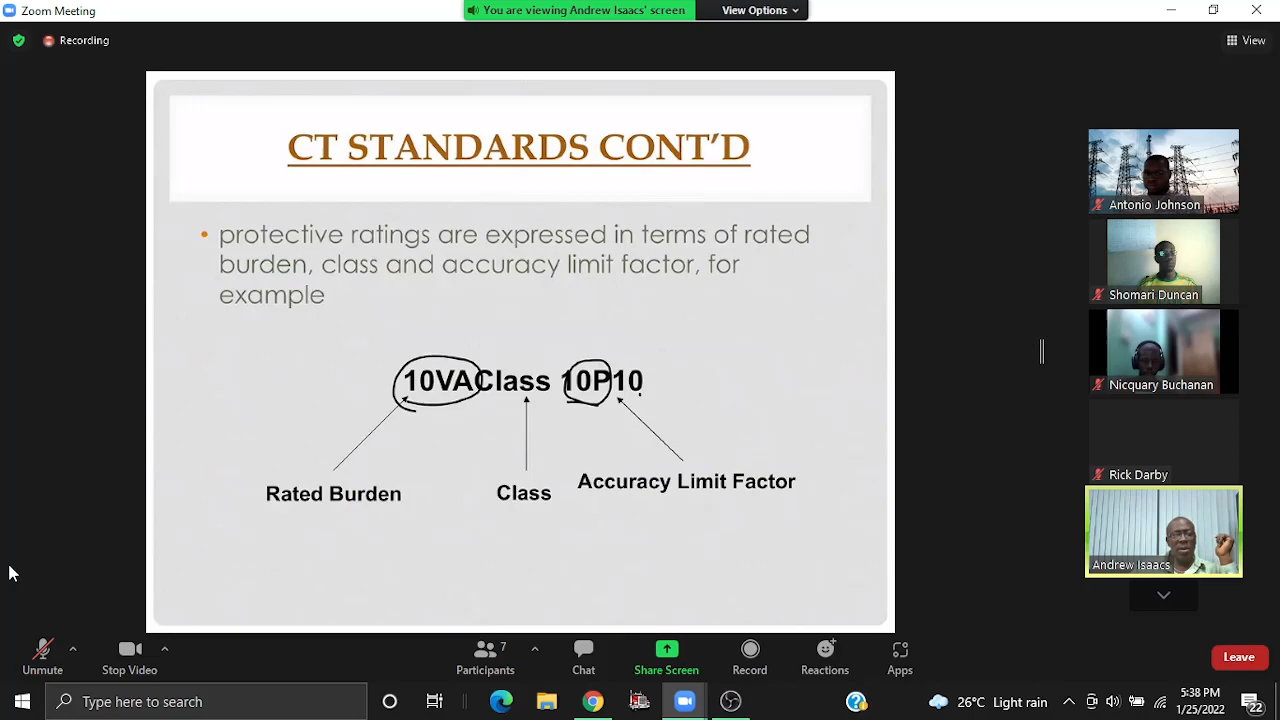 Zoom Meeting
You are viewing Andrew Isaacs' screen
View Options
Recording
View
CT STANDARDS CONT'D
• protective ratings are expressed in terms of rated
burden, class and accuracy limit factor, for
example
10VAClass 10P10
Rated Burden
Class
Accuracy Limit Factor
Antonio Johnson
Shomari Duncan
Nicquary Buchanan
Rick Darby
Andrew Isaacs
Unmute
Stop Video
Participants
7
Chat
Share Screen
Record
Reactions
Apps
Leave
Type here to search
26°C Light rain
5:38 PM
1/25/2022
22